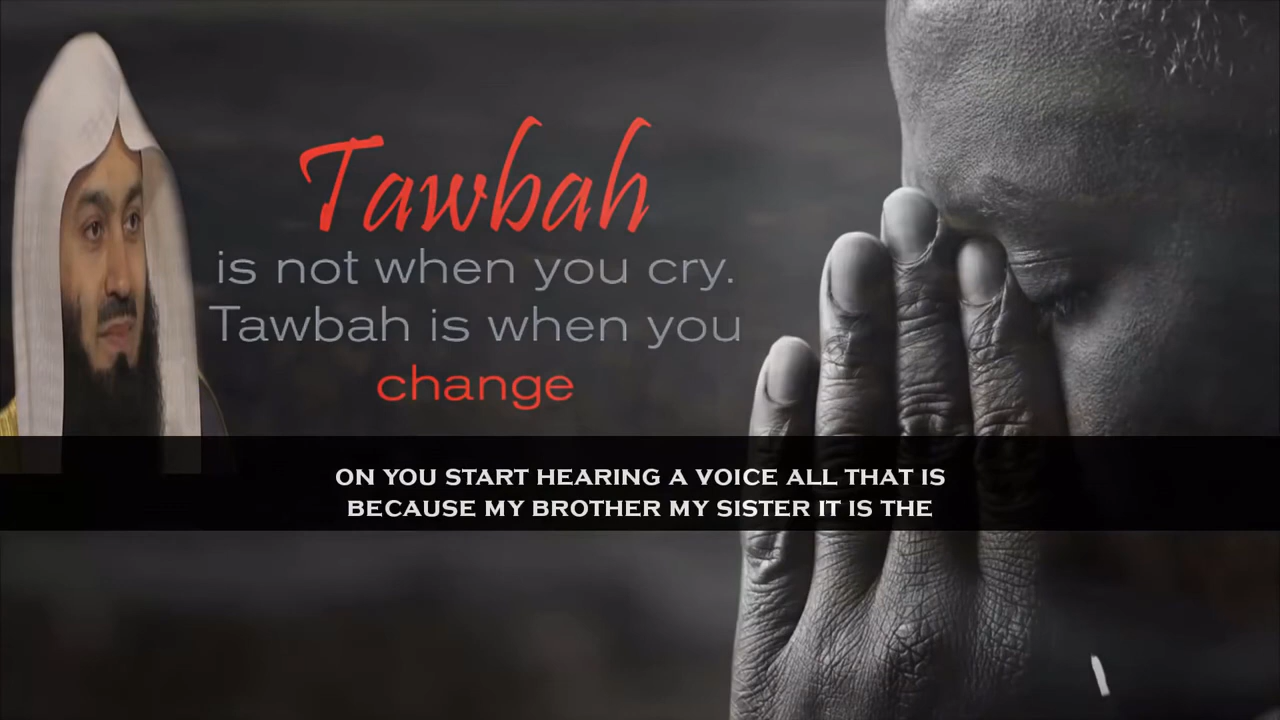 Tawbah
is not when you cry.
Tawbah is when you
change
ON YOU START HEARING A VOICE ALL THAT IS
BECAUSE MY BROTHER MY SISTER IT IS THE